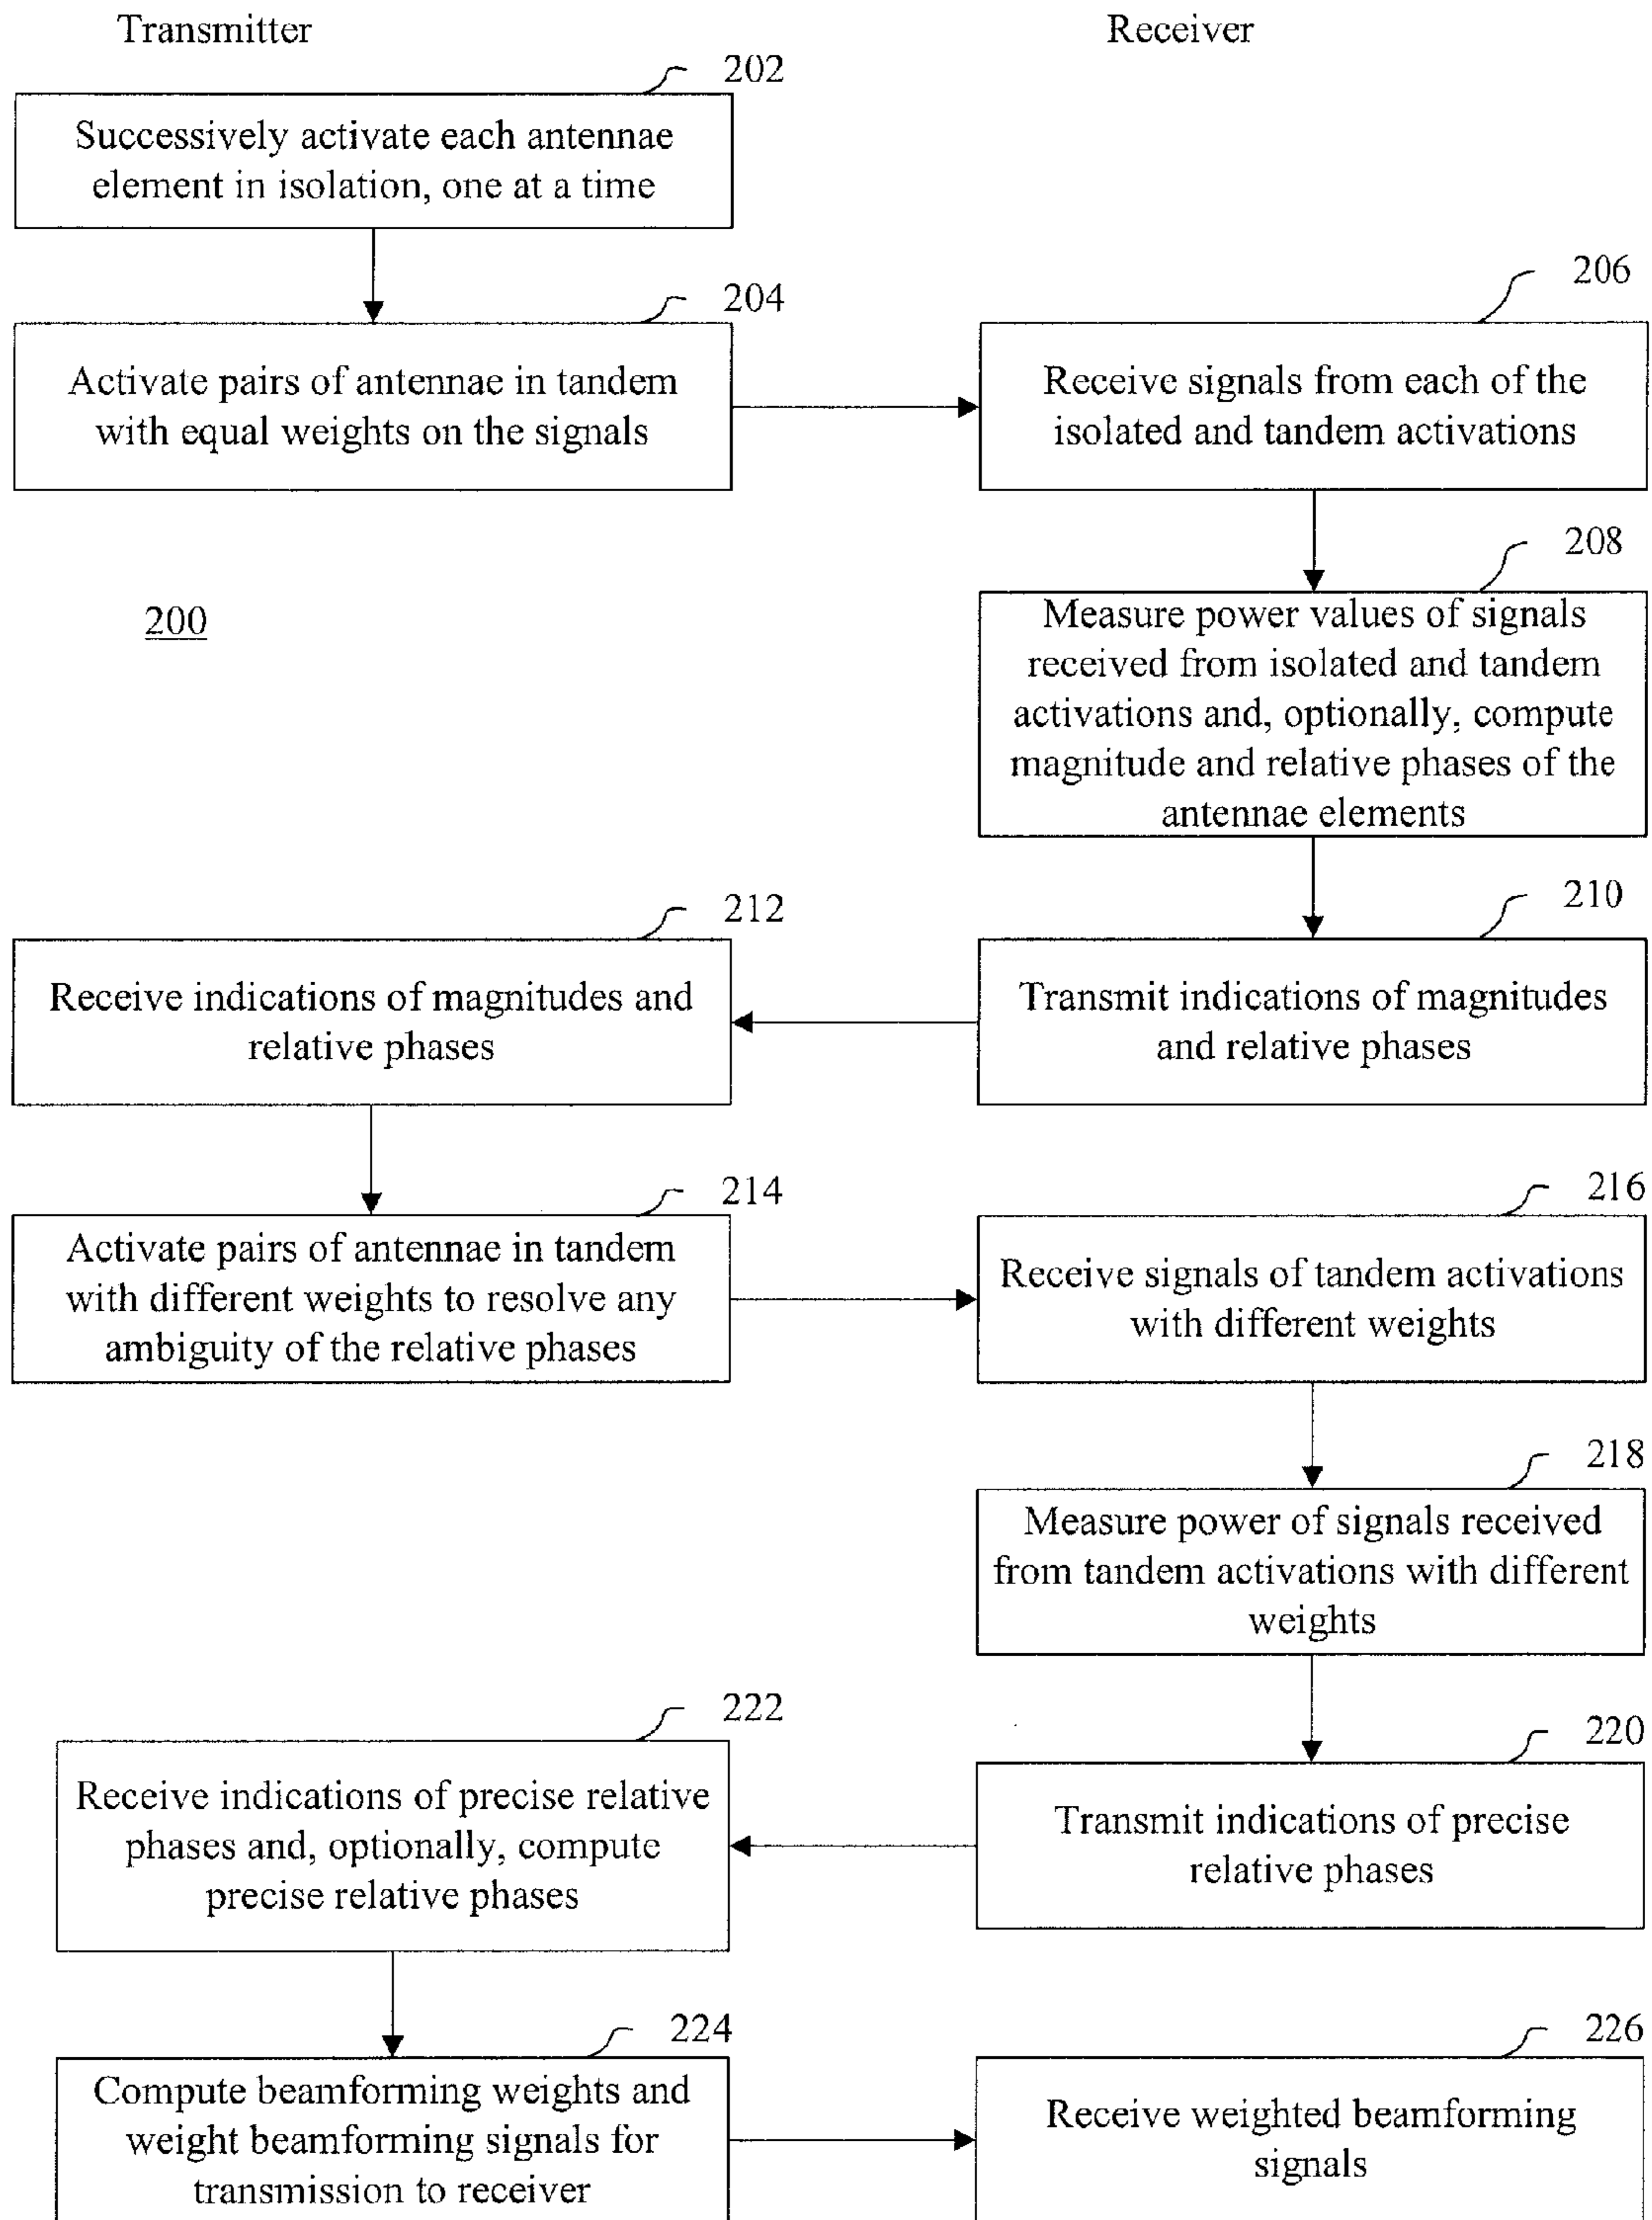 Transmitter
Receiver
202
Successively activate each antennae
element in isolation, one at a time
204
Activate pairs of antennae in tandem
with equal weights on the signals
206
Receive signals from each of the
isolated and tandem activations
208
Measure power values of signals
received from isolated and tandem
activations and, optionally, compute
magnitude and relative phases of the
antennae elements
200
210
Transmit indications of magnitudes
and relative phases
212
Receive indications of magnitudes and
relative phases
214
Activate pairs of antennae in tandem
with different weights to resolve any
ambiguity of the relative phases
216
Receive signals of tandem activations
with different weights
218
Measure power of signals received
from tandem activations with different
weights
220
Transmit indications of precise
relative phases
222
Receive indications of precise relative
phases and, optionally, compute
precise relative phases
224
Compute beamforming weights and
weight beamforming signals for
transmission to receiver
226
Receive weighted beamforming
signals